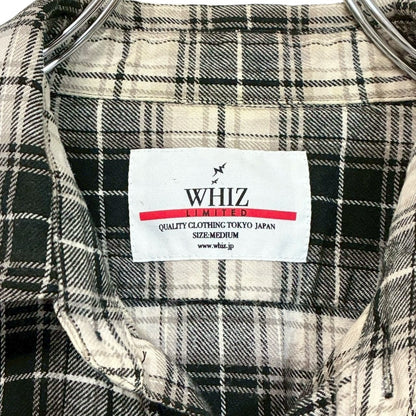 WHIZ
LIMITED
QUALITY CLOTHING TOKYO JAPAN
SIZE:MEDIUM
www.whiz.jp